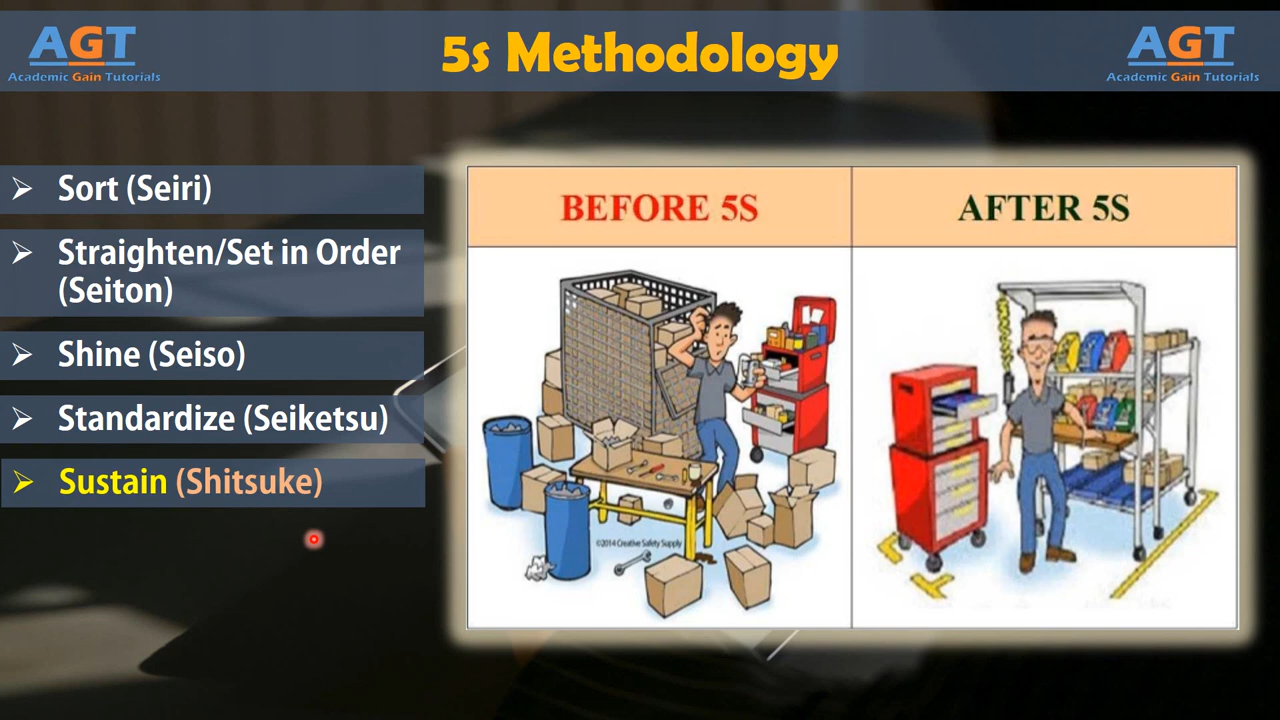 AGT
Academic Gain Tutorials
5s Methodology
AGT
Academic Gain Tutorials
➢ Sort (Seiri)
➢ Straighten/Set in Order
(Seiton)
➢ Shine (Seiso)
➢ Standardize (Seiketsu)
➢ Sustain (Shitsuke)
BEFORE 5S
AFTER 5S
©2014 Creative Safety Supply